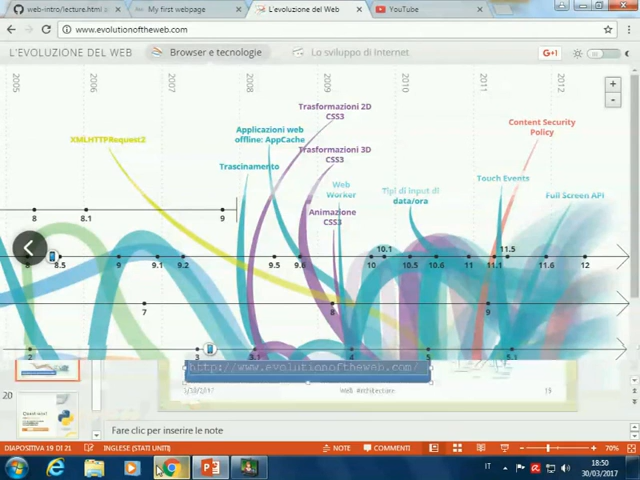 web-intro/lecture.html a
My first webpage
L'evoluzione del Web
YouTube
www.evolutionoftheweb.com/
L'EVOLUZIONE DEL WEB
Browser e tecnologie
Lo sviluppo di Internet
G+1
2005
2006
2007
2008
2009
2010
2011
2012
+
-
Trasformazioni 2D
CSS3
Content Security
Policy
Applicazioni web
offline: AppCache
XMLHTTPRequest2
Trasformazioni 3D
CSS3
Trascinamento
Touch Events
Web
Worker
Tipi di input di
data/ora
Full Screen API
Animazione
CSS3
8
8.1
9
10.1
11.5
8.5
9
9.1
9.2
9.5
9.6
10
10.5
10.6
11
11.1
11.6
12
7
8
9
2
3
3.1
4
5
5.1
http://www.evolutionoftheweb.com/
Web Architecture
19
20
Fare clic per inserire le note
DIAPOSITIVA 19 DI 21
INGLESE (STATI UNITI)
NOTE
COMMENTI
70%
IT
18:50
30/03/2017